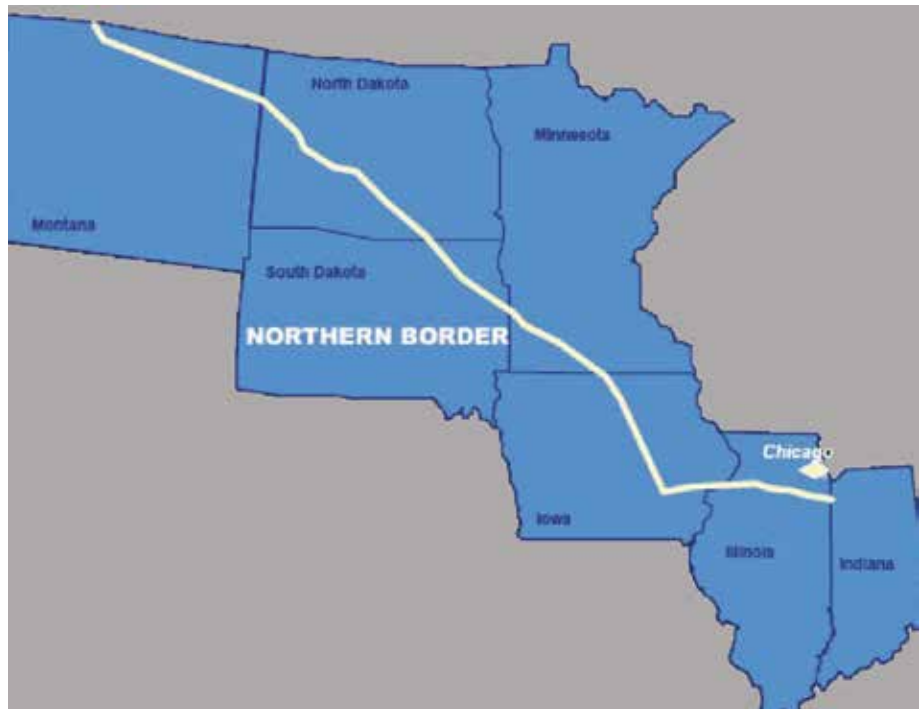 North Dakota
Minnesota
Montana
South Dakota
NORTHERN BORDER
Chicago
Iowa
Illinois
Indiana